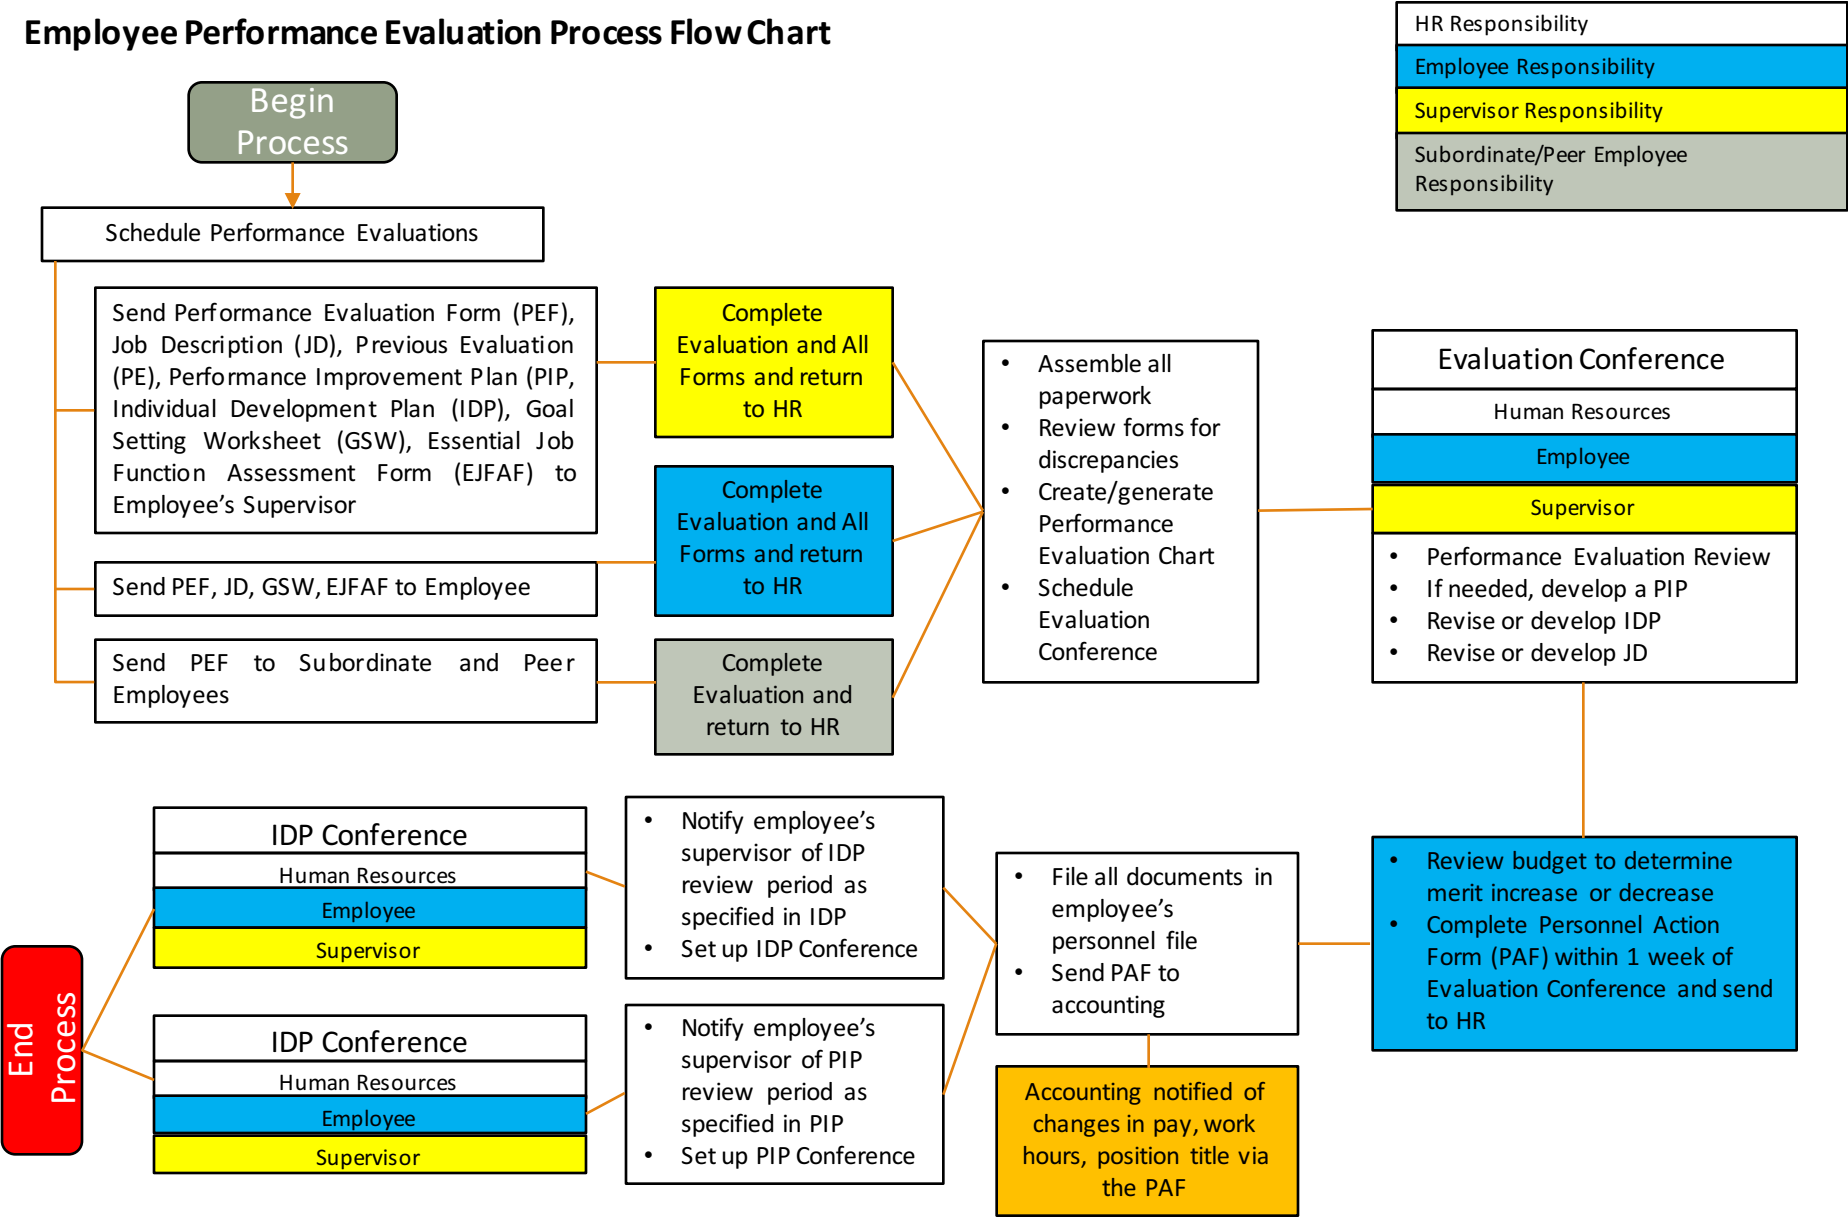 Employee Performance Evaluation Process Flow Chart
HR Responsibility
Employee Responsibility
Supervisor Responsibility
Subordinate/Peer Employee
Responsibility
Begin
Process
Schedule Performance Evaluations
Send Performance Evaluation Form (PEF),
Job Description (JD), Previous Evaluation
(PE), Performance Improvement Plan (PIP,
Individual Development Plan (IDP), Goal
Setting Worksheet (GSW), Essential Job
Function Assessment Form (EJFAF) to
Employee's Supervisor
Send PEF, JD, GSW, EJFAF to Employee
Send PEF to Subordinate and Peer
Employees
Complete
Evaluation and All
Forms and return
to HR
Complete
Evaluation and All
Forms and return
to HR
Complete
Evaluation and
return to HR
• Assemble all
paperwork
• Review forms for
discrepancies
• Create/generate
Performance
Evaluation Chart
• Schedule
Evaluation
Conference
Evaluation Conference
Human Resources
Employee
Supervisor
• Performance Evaluation Review
• If needed, develop a PIP
• Revise or develop IDP
• Revise or develop JD
• Review budget to determine
merit increase or decrease
• Complete Personnel Action
Form (PAF) within 1 week of
Evaluation Conference and send
to HR
• File all documents in
employee's
personnel file
• Send PAF to
accounting
Accounting notified of
changes in pay, work
hours, position title via
the PAF
• Notify employee's
supervisor of IDP
review period as
specified in IDP
• Set up IDP Conference
• Notify employee's
supervisor of PIP
review period as
specified in PIP
• Set up PIP Conference
IDP Conference
Human Resources
Employee
Supervisor
IDP Conference
Human Resources
Employee
Supervisor
End
Process